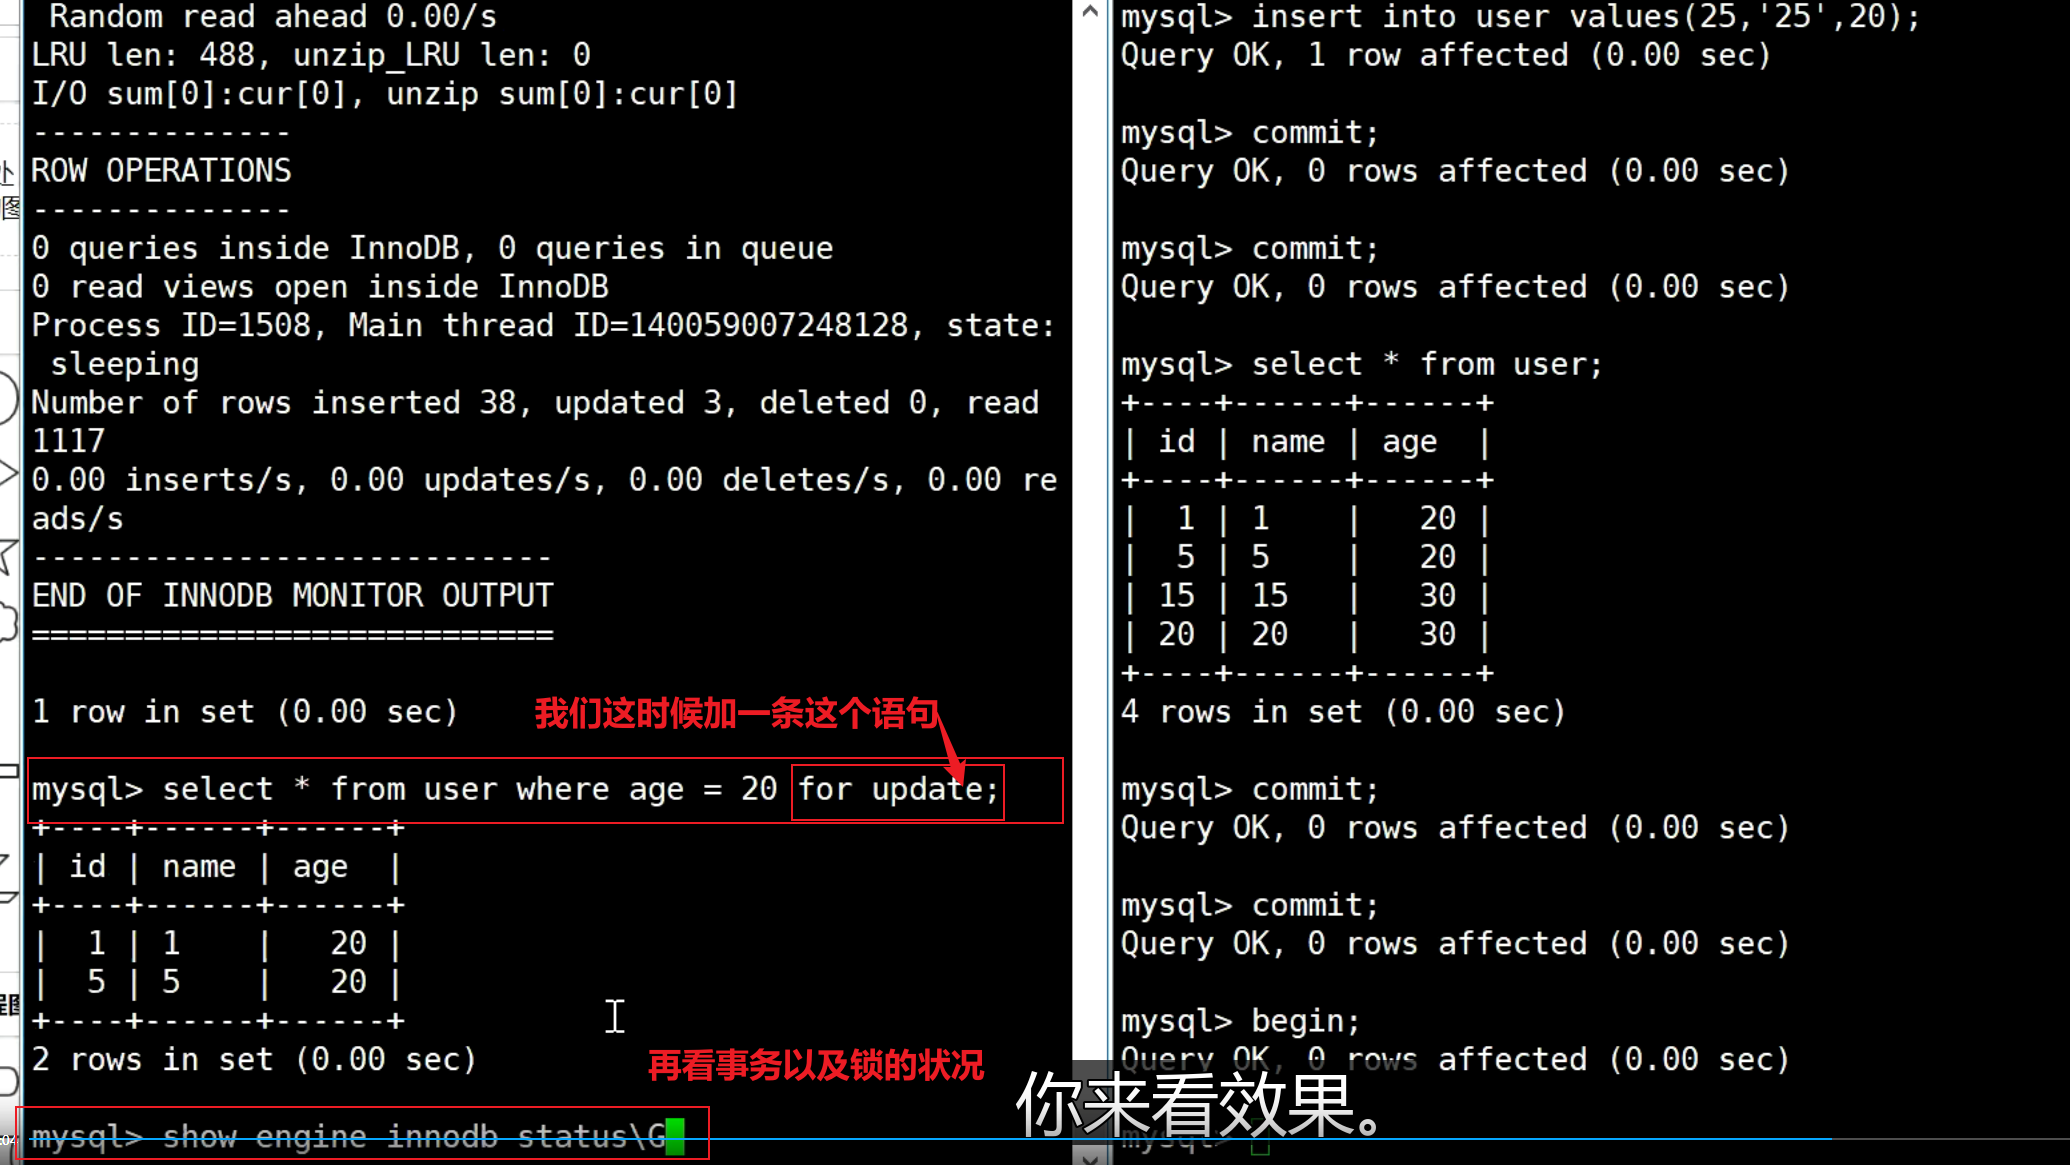 Random read ahead 0.00/s
LRU len: 488, unzip_LRU len: 0
I/O sum[0]:cur[0], unzip sum[0]:cur[0]
--------------
ROW OPERATIONS
--------------
0 queries inside InnoDB, 0 queries in queue
0 read views open inside InnoDB
Process ID=1508, Main thread ID=140059007248128, state:
sleeping
Number of rows inserted 38, updated 3, deleted 0, read
1117
0.00 inserts/s, 0.00 updates/s, 0.00 deletes/s, 0.00 re
ads/s
----------------------------
END OF INNODB MONITOR OUTPUT
============================
1 row in set (0.00 sec)
我们这时候加一条这个语句
mysql> select * from user where age = 20 for update;
+----+------+------+
| id | name | age  |
+----+------+------+
|  1 | 1    |   20 |
|  5 | 5    |   20 |
+----+------+------+
2 rows in set (0.00 sec)
再看事务以及锁的状况
mysql> show engine innodb status\G
mysql> insert into user values(25,'25',20);
Query OK, 1 row affected (0.00 sec)
mysql> commit;
Query OK, 0 rows affected (0.00 sec)
mysql> commit;
Query OK, 0 rows affected (0.00 sec)
mysql> select * from user;
+----+------+------+
| id | name | age  |
+----+------+------+
|  1 | 1    |   20 |
|  5 | 5    |   20 |
| 15 | 15   |   30 |
| 20 | 20   |   30 |
+----+------+------+
4 rows in set (0.00 sec)
mysql> commit;
Query OK, 0 rows affected (0.00 sec)
mysql> commit;
Query OK, 0 rows affected (0.00 sec)
mysql> begin;
Query OK, 0 rows affected (0.00 sec)
mysql>
你来看效果。